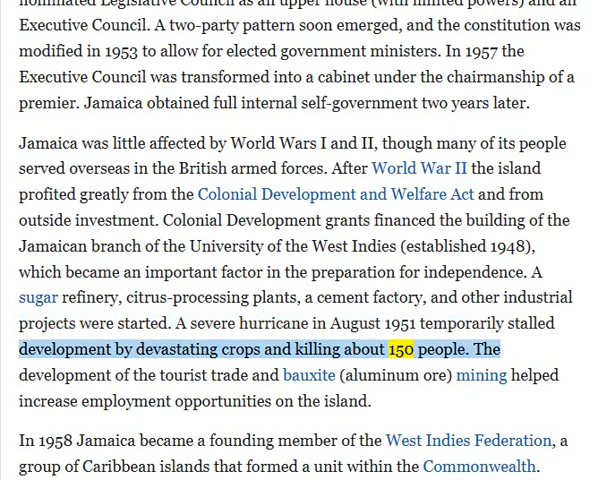 nominated Legislative Council as an upper house (with limited powers) and an
Executive Council. A two-party pattern soon emerged, and the constitution was
modified in 1953 to allow for elected government ministers. In 1957 the
Executive Council was transformed into a cabinet under the chairmanship of a
premier. Jamaica obtained full internal self-government two years later.
Jamaica was little affected by World Wars I and II, though many of its people
served overseas in the British armed forces. After World War II the island
profited greatly from the Colonial Development and Welfare Act and from
outside investment. Colonial Development grants financed the building of the
Jamaican branch of the University of the West Indies (established 1948),
which became an important factor in the preparation for independence. A
sugar refinery, citrus-processing plants, a cement factory, and other industrial
projects were started. A severe hurricane in August 1951 temporarily stalled
development by devastating crops and killing about 150 people. The
development of the tourist trade and bauxite (aluminum ore) mining helped
increase employment opportunities on the island.
In 1958 Jamaica became a founding member of the West Indies Federation, a
group of Caribbean islands that formed a unit within the Commonwealth.